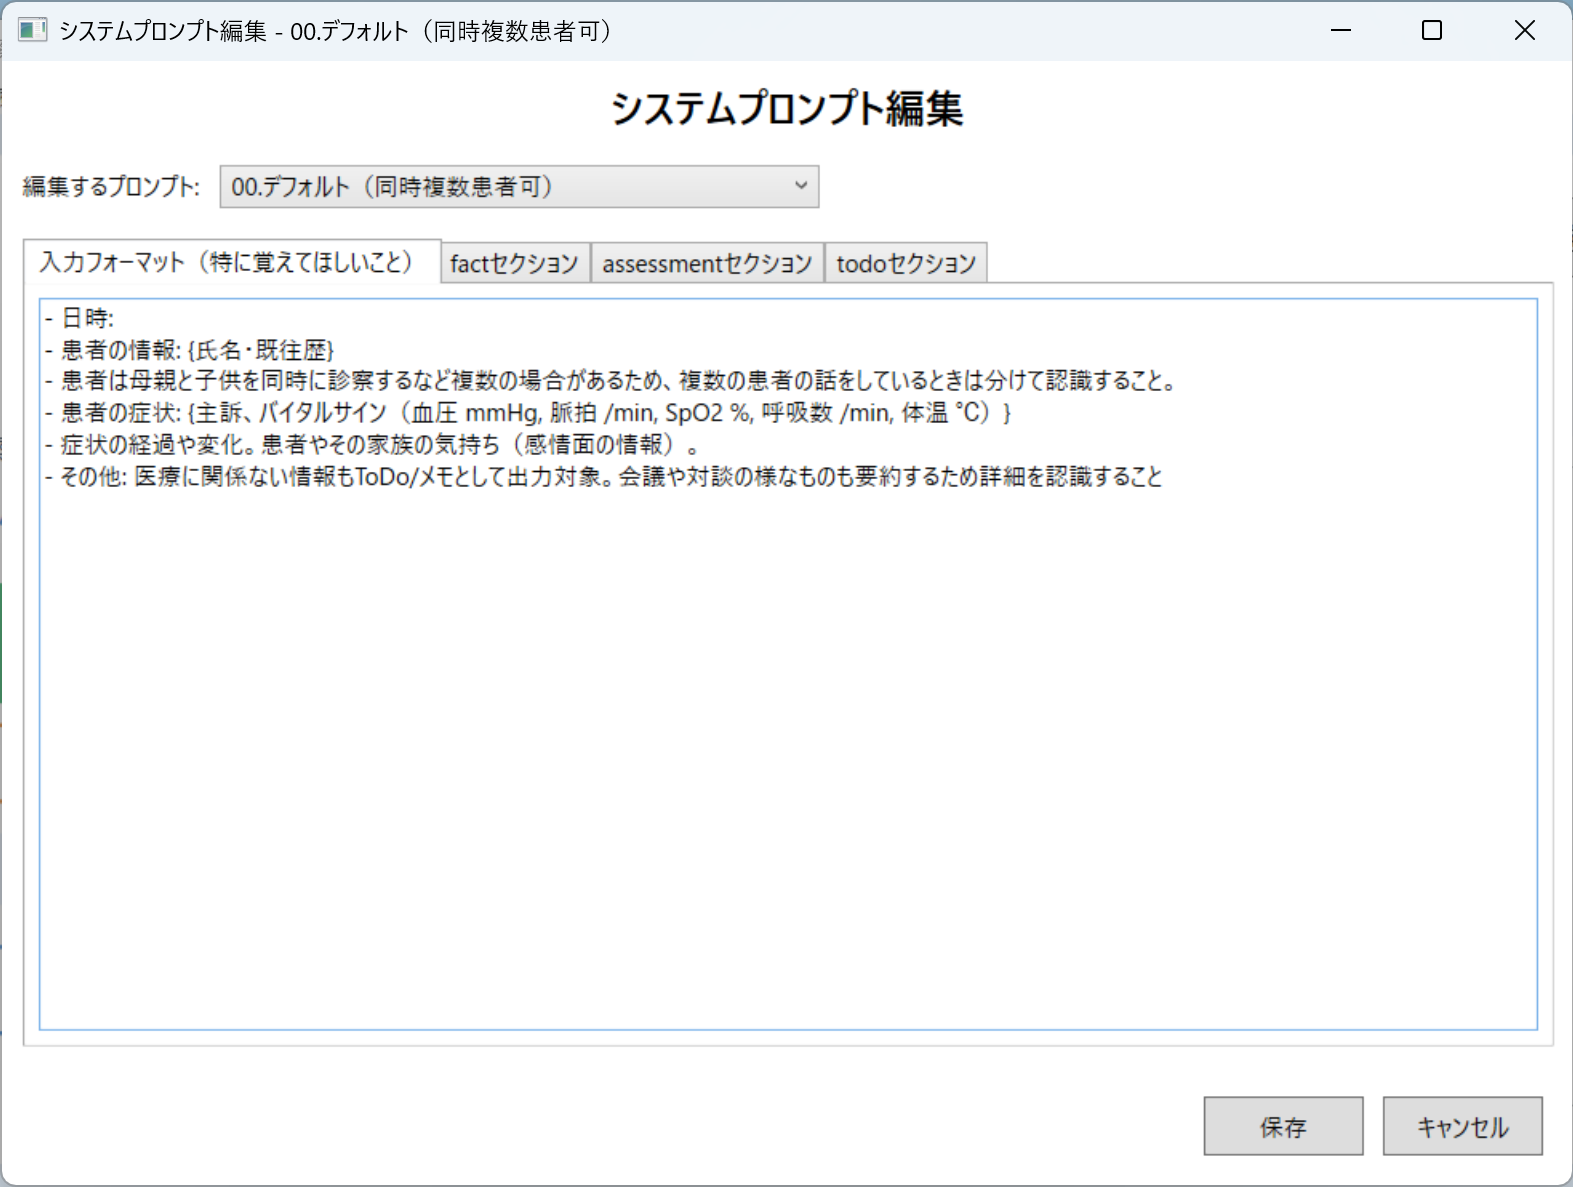 システムプロンプト編集 - 00.デフォルト（同時複数患者可）
システムプロンプト編集
編集するプロンプト: 00.デフォルト（同時複数患者可）
入力フォーマット（特に覚えてほしいこと） factセクション assessmentセクション todoセクション
- 日時:
- 患者の情報: {氏名・既往歴}
- 患者は母親と子供を同時に診察するなど複数の場合があるため、複数の患者の話をしているときは分けて認識すること。
- 患者の症状: {主訴、バイタルサイン（血圧 mmHg, 脈拍 /min, SpO2 %, 呼吸数 /min, 体温 °C）}
- 症状の経過や変化。患者やその家族の気持ち（感情面の情報）。
- その他: 医療に関係ない情報もToDo/メモとして出力対象。会議や対談の様なものも要約するため詳細を認識すること
保存 キャンセル